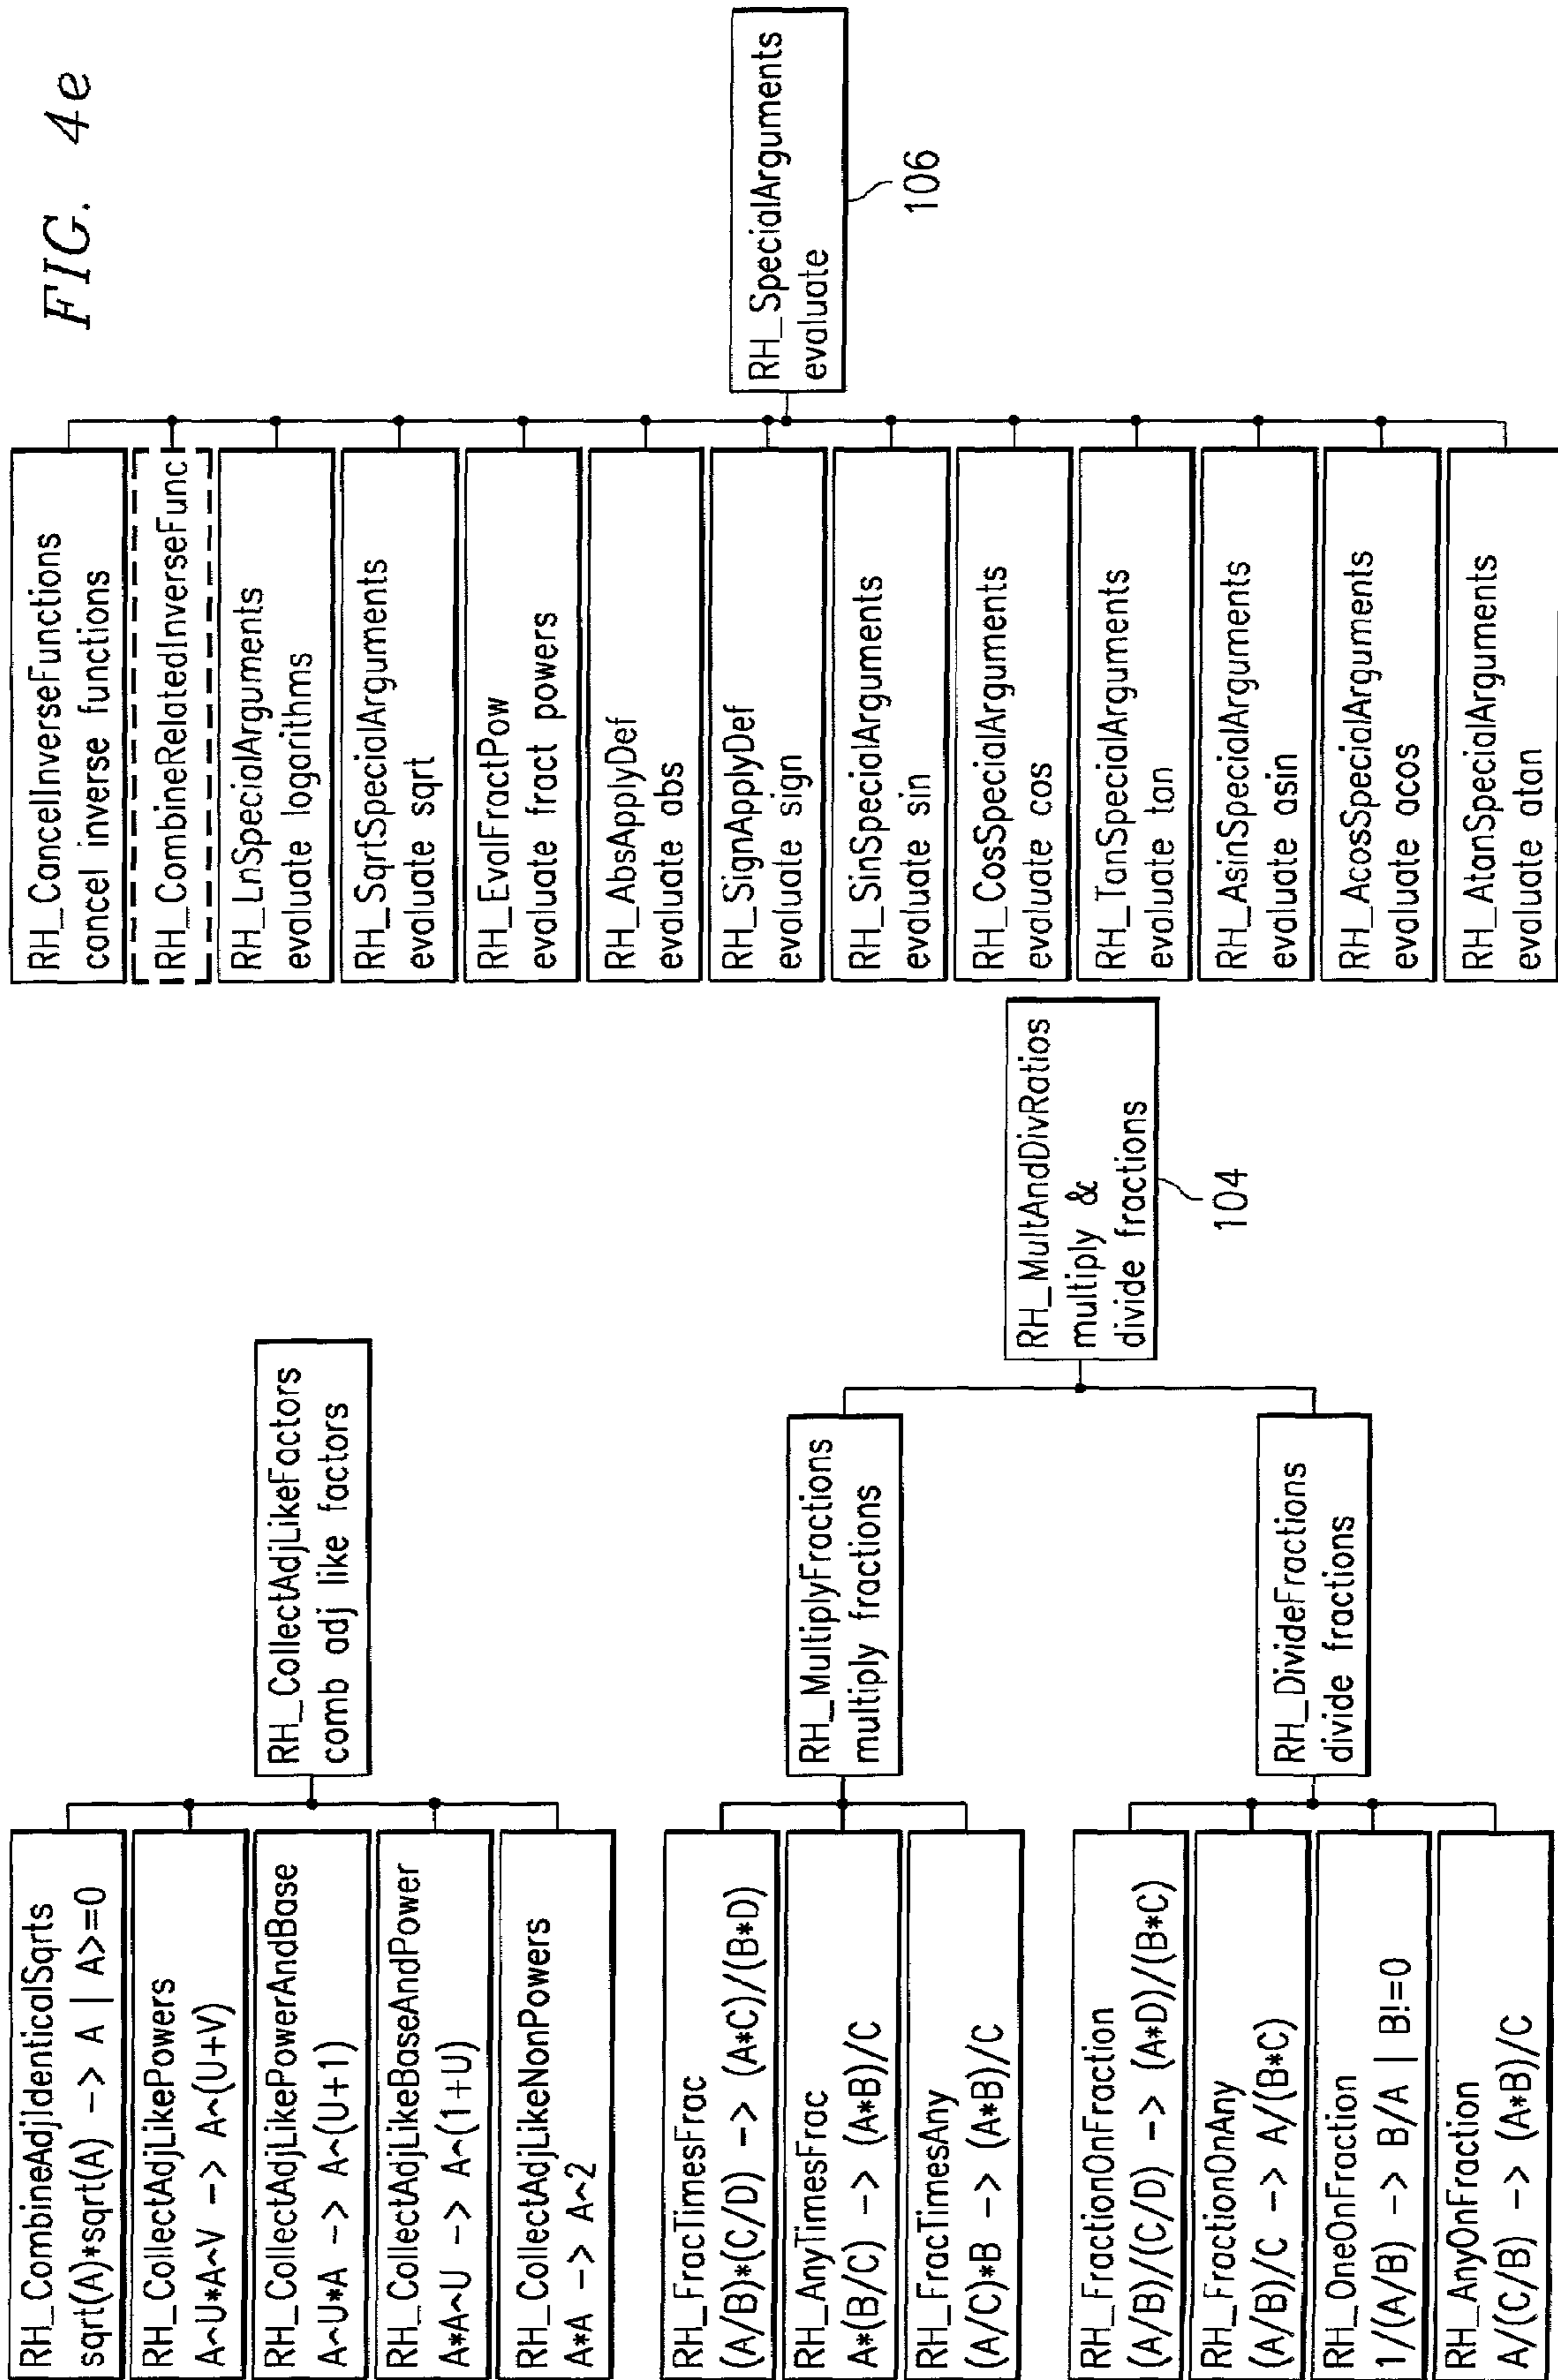 FIG. 4e
RH_CombineAdjIdenticalSqrts
sqrt(A)*sqrt(A) -> A | A>=0
RH_CollectAdjLikePowers
A^U*A^V -> A^(U+V)
RH_CollectAdjLikePowerAndBase
A^U*A -> A^(U+1)
RH_CollectAdjLikeBaseAndPower
A*A^U -> A^(1+U)
RH_CollectAdjLikeNonPowers
A*A -> A^2
RH_CollectAdjLikeFactors
comb adj like factors
RH_FracTimesFrac
(A/B)*(C/D) -> (A*C)/(B*D)
RH_AnyTimesFrac
A*(B/C) -> (A*B)/C
RH_FracTimesAny
(A/C)*B -> (A*B)/C
RH_MultiplyFractions
multiply fractions
RH_FractionOnFraction
(A/B)/(C/D) -> (A*D)/(B*C)
RH_FractionOnAny
(A/B)/C -> A/(B*C)
RH_OneOnFraction
1/(A/B) -> B/A | B!=0
RH_AnyOnFraction
A/(C/B) -> (A*B)/C
RH_DivideFractions
divide fractions
RH_MultAndDivRatios
multiply &
divide fractions
104
RH_CancelInverseFunctions
cancel inverse functions
RH_CombineRelatedInverseFunc
RH_LnSpecialArguments
evaluate logarithms
RH_SqrtSpecialArguments
evaluate sqrt
RH_EvalFractPow
evaluate fract powers
RH_AbsApplyDef
evaluate abs
RH_SignApplyDef
evaluate sign
RH_SinSpecialArguments
evaluate sin
RH_CosSpecialArguments
evaluate cos
RH_TanSpecialArguments
evaluate tan
RH_AsinSpecialArguments
evaluate asin
RH_AcosSpecialArguments
evaluate acos
RH_AtanSpecialArguments
evaluate atan
RH_SpecialArguments
evaluate
106